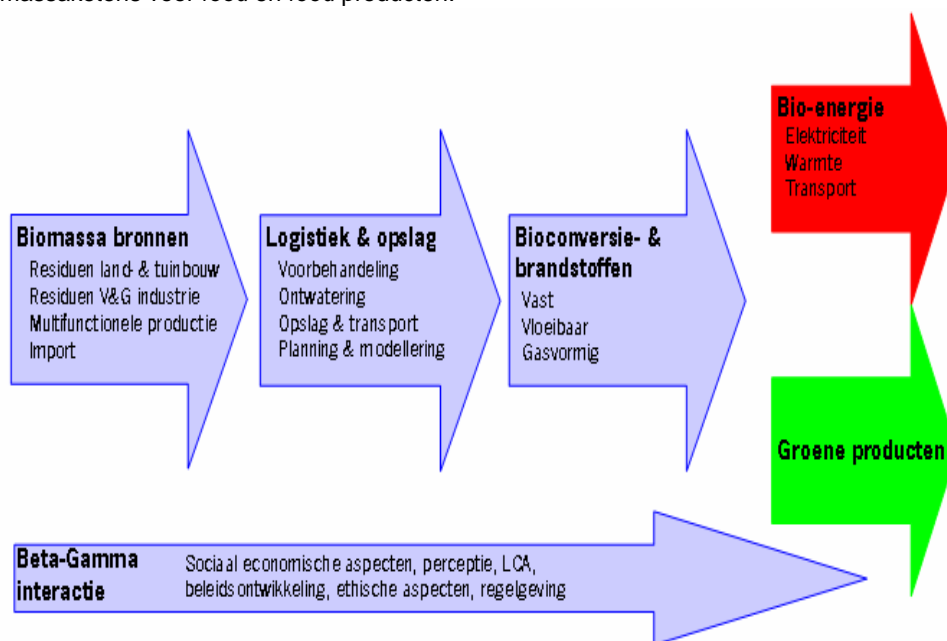 Biomassa bronnen
Residuen land- & tuinbouw
Residuen V&G industrie
Multifunctionele productie
Import
Logistiek & opslag
Voorbehandeling
Ontwatering
Opslag & transport
Planning & modellering
Bioconversie- &
brandstoffen
Vast
Vloeibaar
Gasvormig
Bio-energie
Elektriciteit
Warmte
Transport
Groene producten
Beta-Gamma
interactie
Sociaal economische aspecten, perceptie, LCA,
beleidsontwikkeling, ethische aspecten, regelgeving